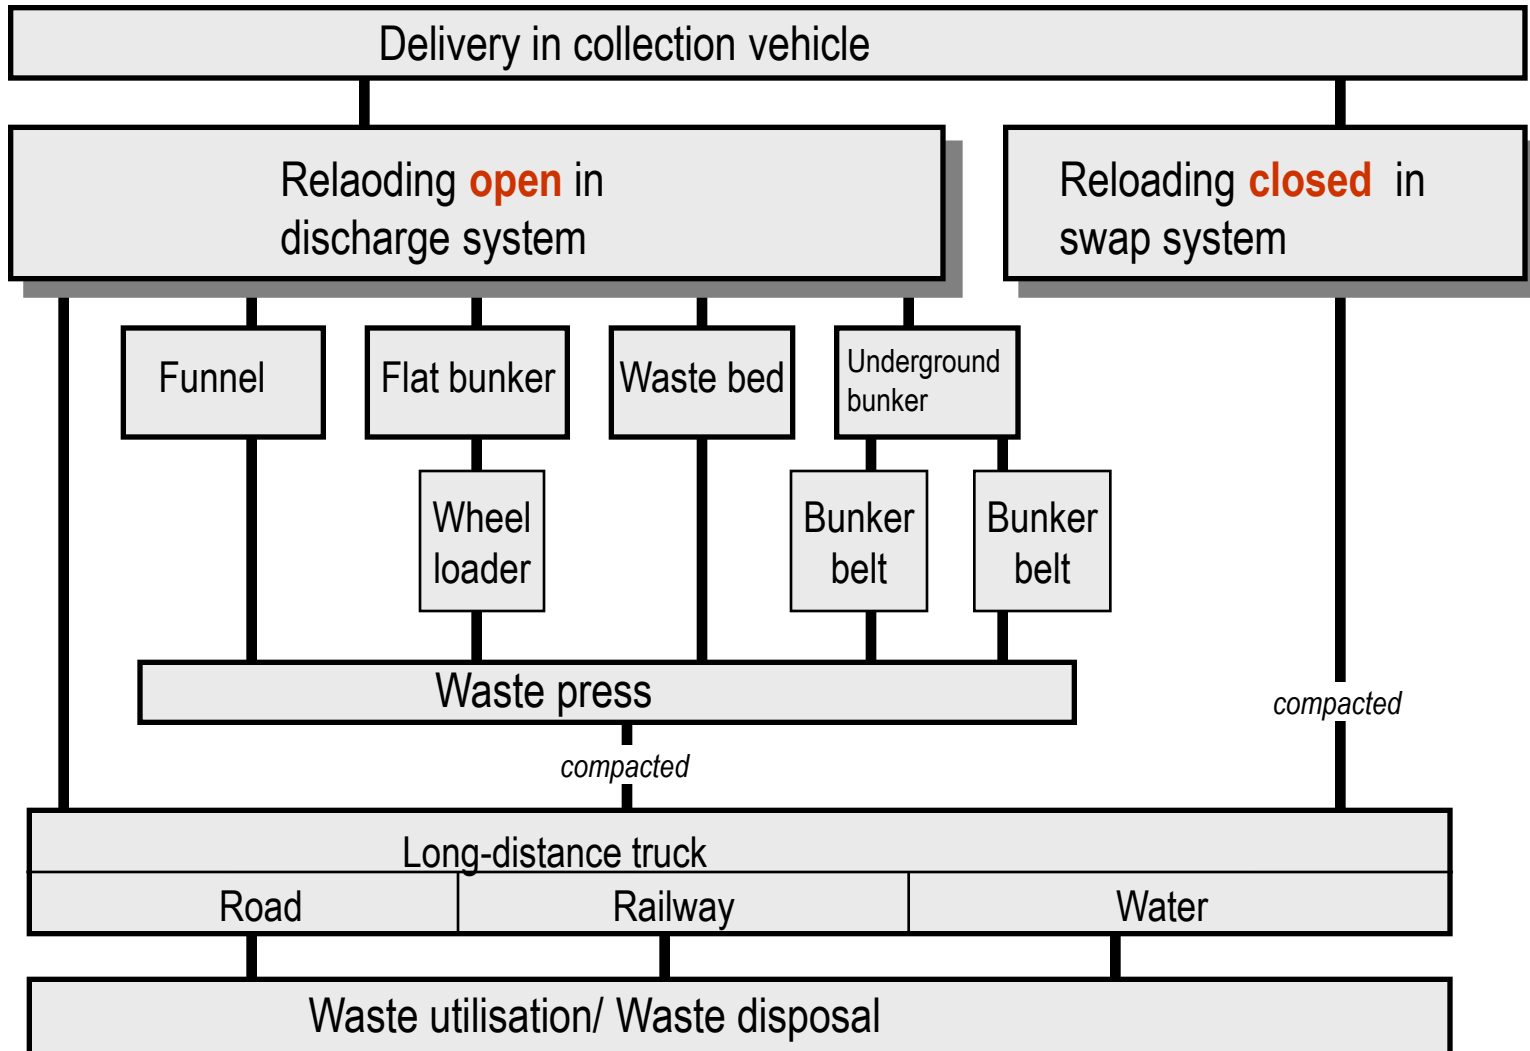 Delivery in collection vehicle
Relaoding open in
discharge system
Reloading closed in
swap system
Funnel
Flat bunker
Waste bed
Underground
bunker
Wheel
loader
Bunker
belt
Bunker
belt
Waste press
compacted
compacted
Long-distance truck
Road
Railway
Water
Waste utilisation/ Waste disposal